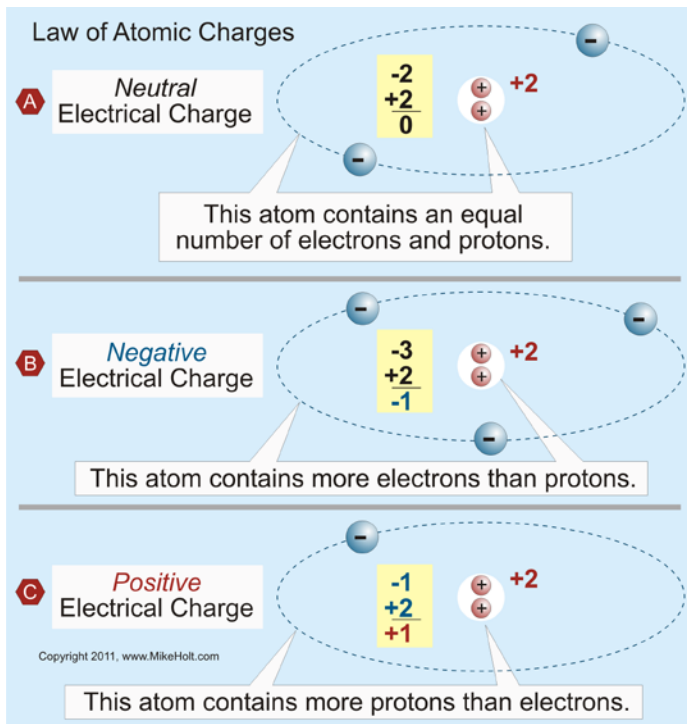 Law of Atomic Charges
A
Neutral
Electrical Charge
-2
+2
0
-
-
+
+
+2
This atom contains an equal
number of electrons and protons.
B
Negative
Electrical Charge
-3
+2
-1
-
-
-
+
+
+2
This atom contains more electrons than protons.
C
Positive
Electrical Charge
-1
+2
+1
-
+
+
+2
Copyright 2011, www.MikeHolt.com
This atom contains more protons than electrons.